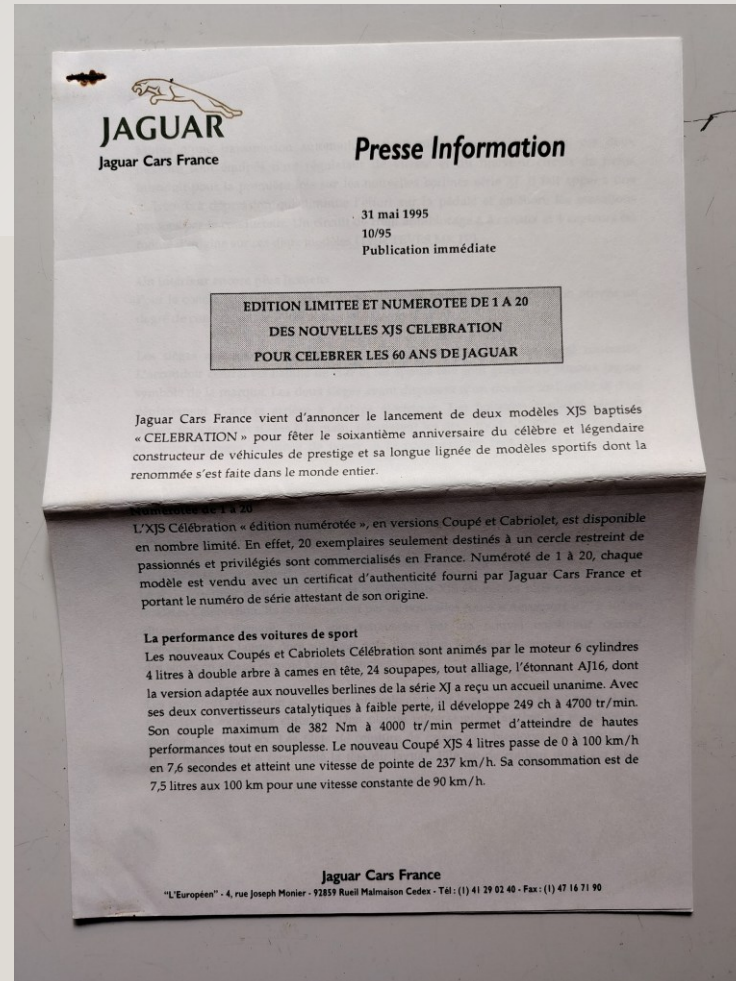 JAGUAR
Jaguar Cars France
Presse Information
31 mai 1995
10/95
Publication immédiate
EDITION LIMITEE ET NUMEROTEE DE 1 A 20
DES NOUVELLES XJS CELEBRATION
POUR CELEBRER LES 60 ANS DE JAGUAR
Jaguar Cars France vient d'annoncer le lancement de deux modèles XJS baptisés
« CELEBRATION » pour fêter le soixantième anniversaire du célèbre et légendaire
constructeur de véhicules de prestige et sa longue lignée de modèles sportifs dont la
renommée s'est faite dans le monde entier.
Numérotée de 1 à 20
L'XJS Célébration « édition numérotée », en versions Coupé et Cabriolet, est disponible
en nombre limité. En effet, 20 exemplaires seulement destinés à un cercle restreint de
passionnés et privilégiés sont commercialisés en France. Numéroté de 1 à 20, chaque
modèle est vendu avec un certificat d'authenticité fourni par Jaguar Cars France et
portant le numéro de série attestant de son origine.
La performance des voitures de sport
Les nouveaux Coupés et Cabriolets Célébration sont animés par le moteur 6 cylindres
4 litres à double arbre à cames en tête, 24 soupapes, tout alliage, l'étonnant AJ16, dont
la version adaptée aux nouvelles berlines de la série XJ a reçu un accueil unanime. Avec
ses deux convertisseurs catalytiques à faible perte, il développe 249 ch à 4700 tr/min.
Son couple maximum de 382 Nm à 4000 tr/min permet d'atteindre de hautes
performances tout en souplesse. Le nouveau Coupé XJS 4 litres passe de 0 à 100 km/h
en 7,6 secondes et atteint une vitesse de pointe de 237 km/h. Sa consommation est de
7,5 litres aux 100 km pour une vitesse constante de 90 km/h.
Jaguar Cars France
"L'Européen" - 4, rue Joseph Monier - 92859 Rueil Malmaison Cedex - Tél : (1) 41 29 02 40 - Fax : (1) 47 16 71 90